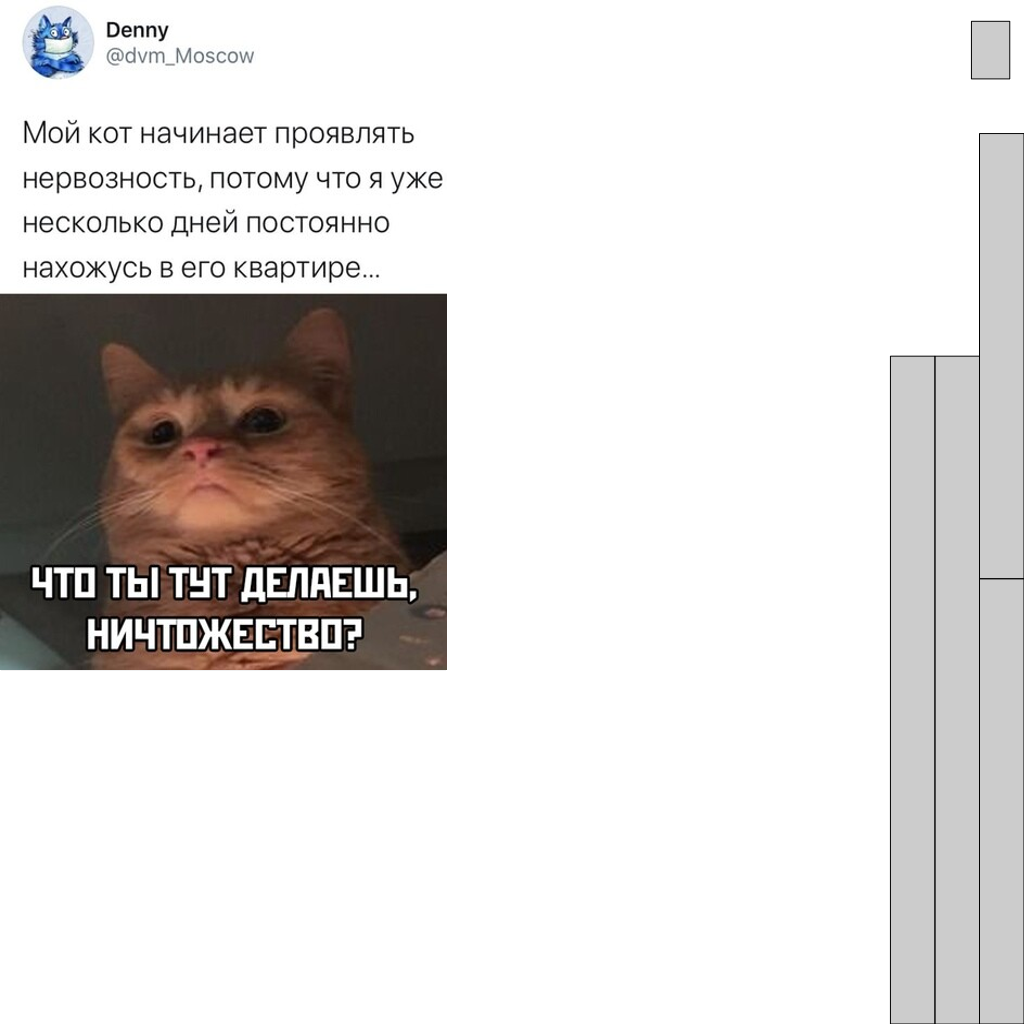 Denny
@dvm_Moscow
Мой кот начинает проявлять
нервозность, потому что я уже
несколько дней постоянно
нахожусь в его квартире...
ЧТО ТЫ ТУТ ДЕЛАЕШЬ,
НИЧТОЖЕСТВО?